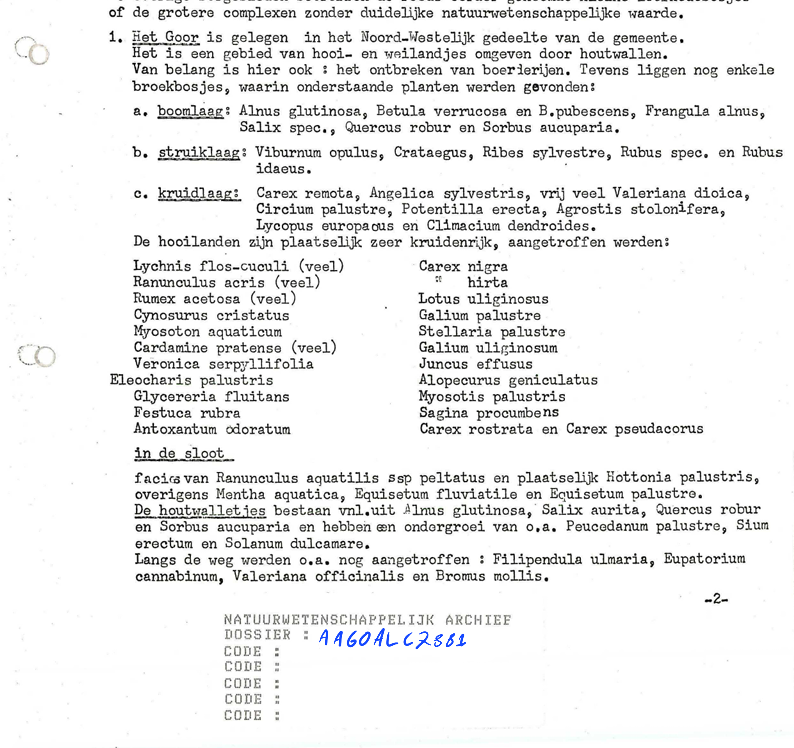 of de grotere complexen zonder duidelijke natuurwetenschappelijke waarde.
1. Het Goor is gelegen in het Noord-Westelijk gedeelte van de gemeente.
Het is een gebied van hooi- en weilandjes omgeven door houtwallen.
Van belang is hier ook : het ontbreken van boerierijen. Tevens liggen nog enkele
broekbosjes, waarin onderstaande planten werden gevonden:
a. boomlaag: Alnus glutinosa, Betula verrucosa en B.pubescens, Frangula alnus,
Salix spec., Quercus robur en Sorbus aucuparia.
b. struiklaag: Viburnum opulus, Crataegus, Ribes sylvestre, Rubus spec. en Rubus
idaeus.
c. kruidlaag: Carex remota, Angelica sylvestris, vrij veel Valeriana dioica,
Circium palustre, Potentilla erecta, Agrostis stolonifera,
Lycopus europaeus en Climacium dendroides.
De hooilanden zijn plaatselijk zeer kruidenrijk, aangetroffen werden:
Lychnis flos-cuculi (veel) Carex nigra
Ranunculus acris (veel) " hirta
Rumex acetosa (veel) Lotus uliginosus
Cynosurus cristatus Galium palustre
Myosoton aquaticum Stellaria palustre
Cardamine pratense (veel) Galium uliginosum
Veronica serpyllifolia Juncus effusus
Eleocharis palustris Alopecurus geniculatus
Glycereria fluitans Myosotis palustris
Festuca rubra Sagina procumbens
Antoxantum odoratum Carex rostrata en Carex pseudacorus
in de sloot
facies van Ranunculus aquatilis ssp peltatus en plaatselijk Hottonia palustris,
overigens Mentha aquatica, Equisetum fluviatile en Equisetum palustre.
De houtwalletjes bestaan vnl.uit Alnus glutinosa, Salix aurita, Quercus robur
en Sorbus aucuparia en hebben een ondergroei van o.a. Peucedanum palustre, Sium
erectum en Solanum dulcamare.
Langs de weg werden o.a. nog aangetroffen : Filipendula ulmaria, Eupatorium
cannabinum, Valeriana officinalis en Bromus mollis.
-2-
NATUURWETENSCHAPPELIJK ARCHIEF
DOSSIER : AAGOALC2881
CODE :
CODE :
CODE :
CODE :
CODE :